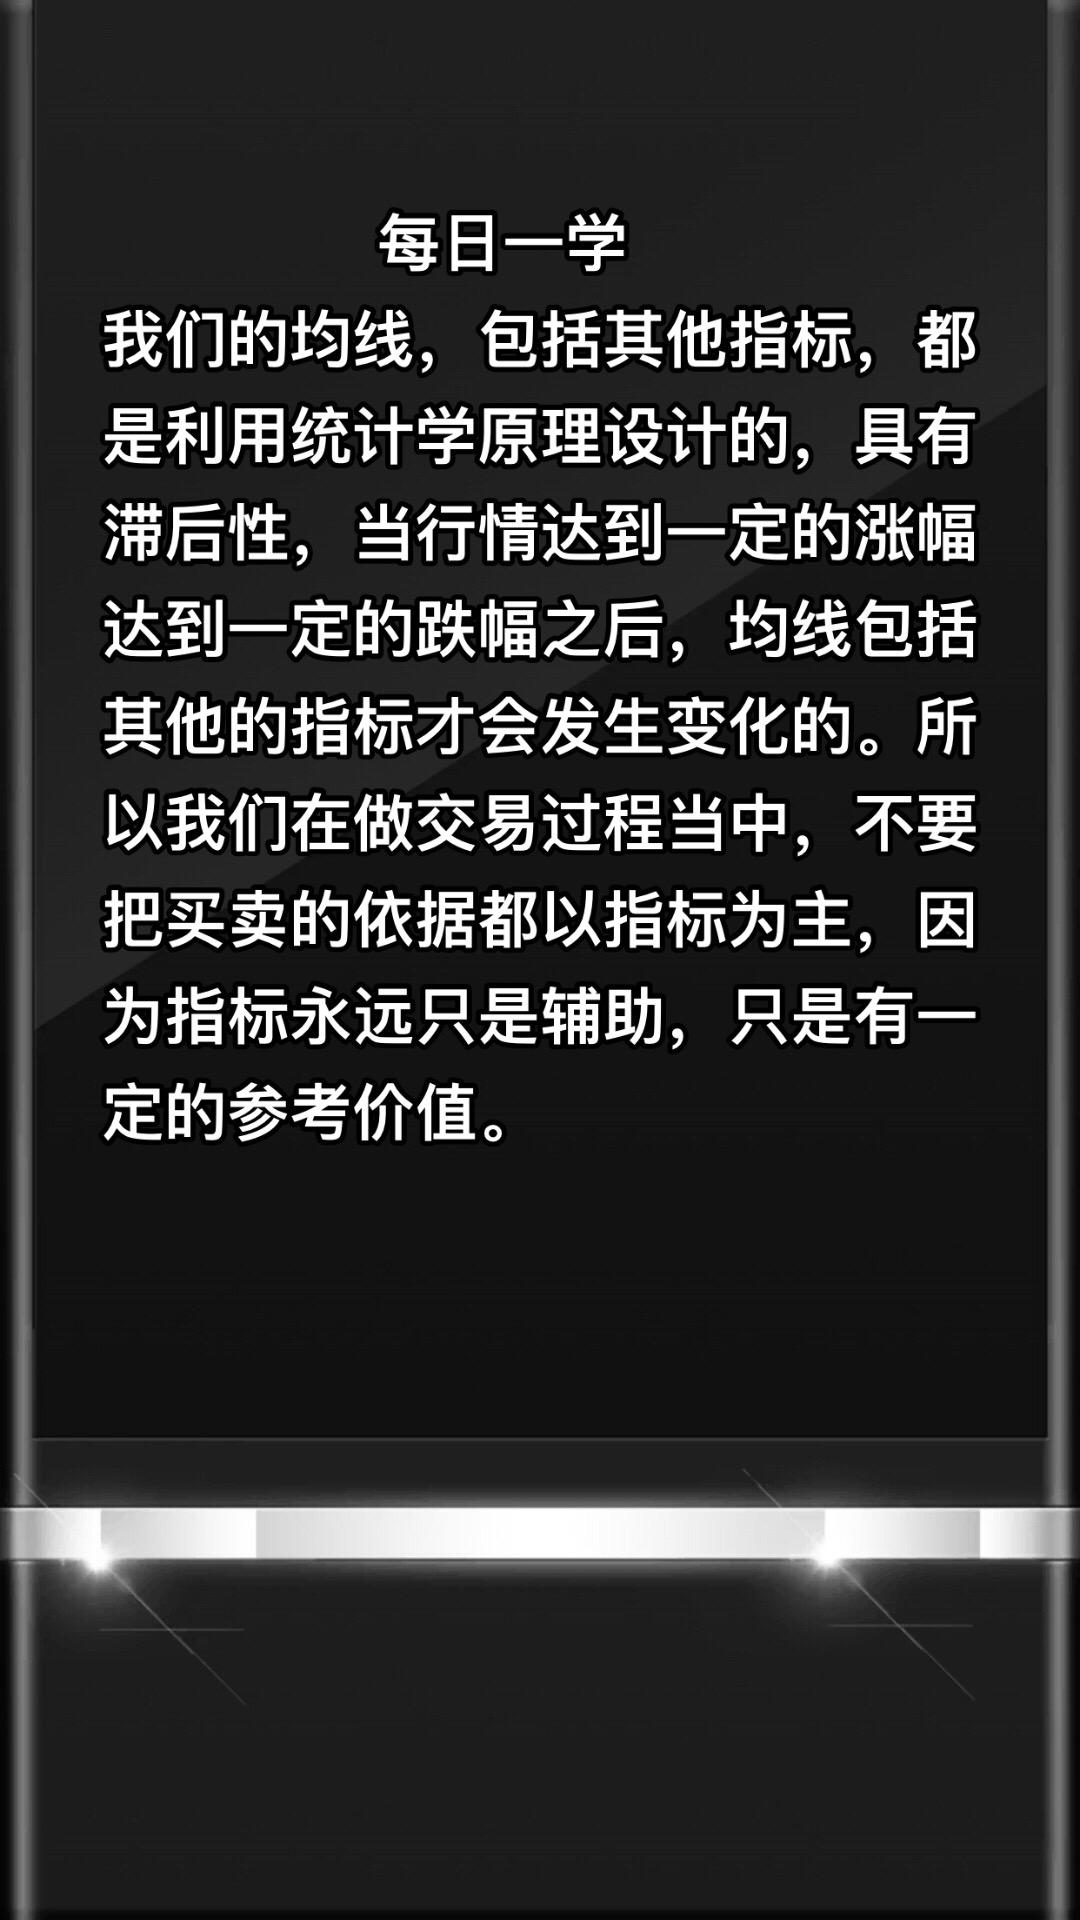 每日一学
我们的均线，包括其他指标，都
是利用统计学原理设计的，具有
滞后性，当行情达到一定的涨幅
达到一定的跌幅之后，均线包括
其他的指标才会发生变化的。所
以我们在做交易过程当中，不要
把买卖的依据都以指标为主，因
为指标永远只是辅助，只是有一
定的参考价值。